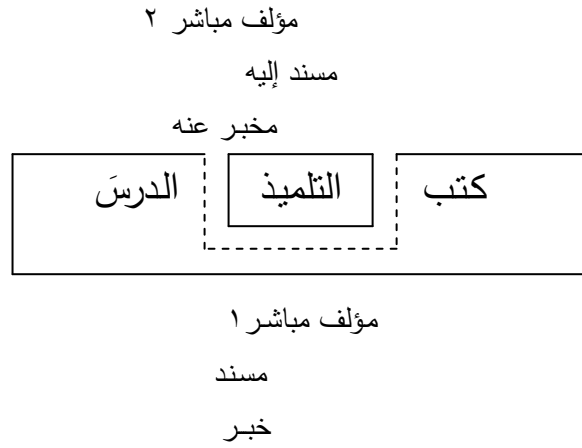 مؤلف مباشر ٢
مسند إليه
مخبر عنه
كتب التلميذ الدرسَ
مؤلف مباشر ١
مسند
خبر